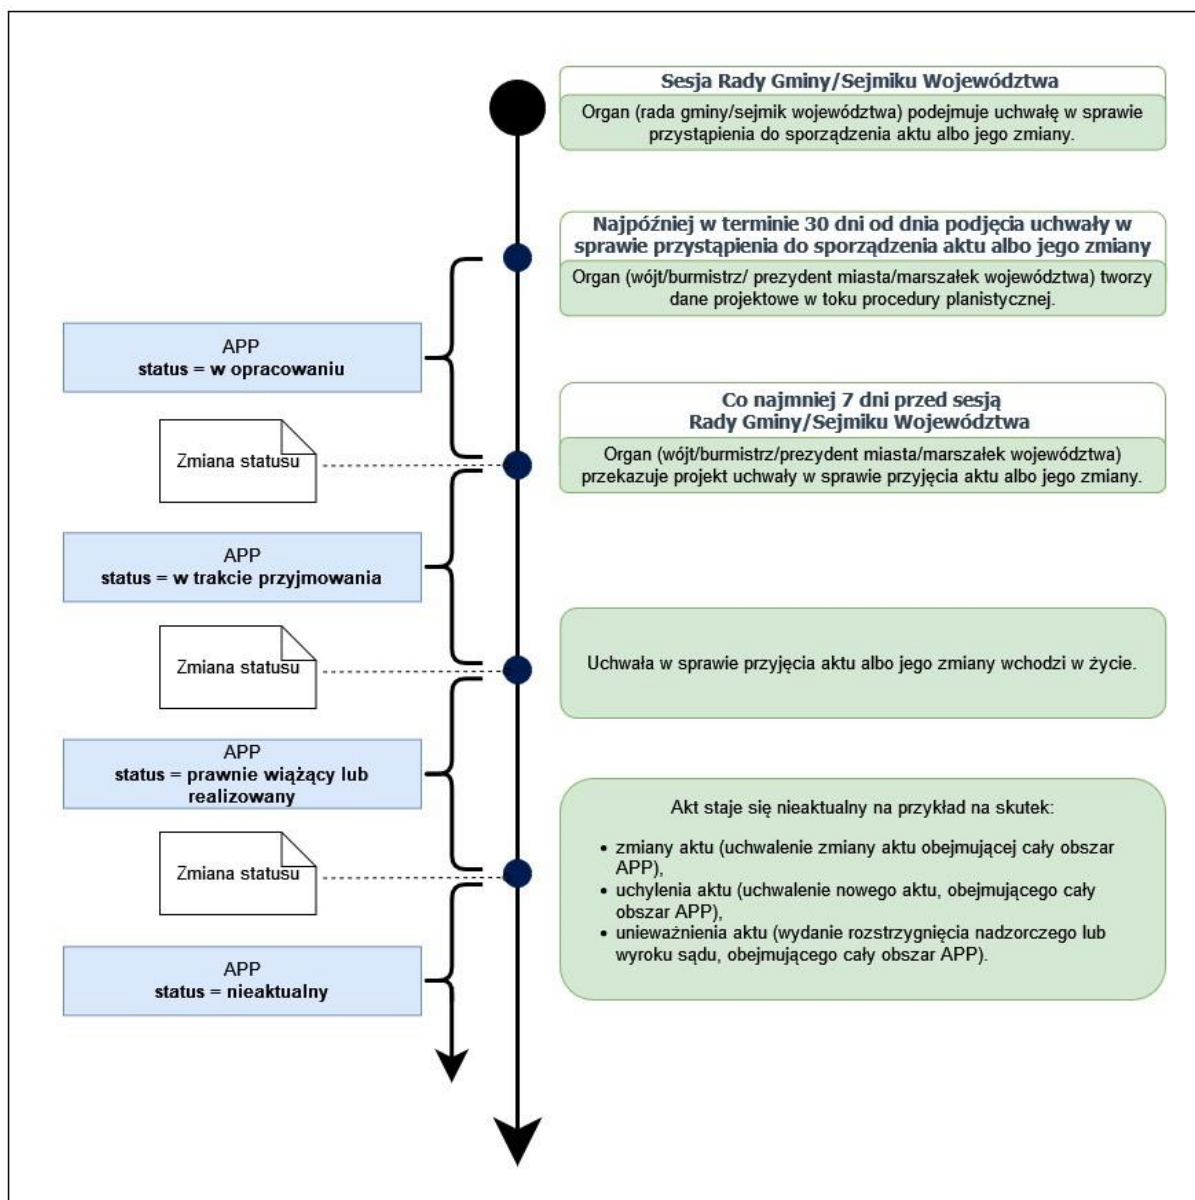 Sesja Rady Gminy/Sejmiku Województwa
Organ (rada gminy/sejmik województwa) podejmuje uchwałę w sprawie
przystąpienia do sporządzenia aktu albo jego zmiany.
Najpóźniej w terminie 30 dni od dnia podjęcia uchwały w
sprawie przystąpienia do sporządzenia aktu albo jego zmiany
Organ (wójt/burmistrz/ prezydent miasta/marszałek województwa) tworzy
dane projektowe w toku procedury planistycznej.
APP
status = w opracowaniu
Co najmniej 7 dni przed sesją
Rady Gminy/Sejmiku Województwa
Organ (wójt/burmistrz/prezydent miasta/marszałek województwa)
przekazuje projekt uchwały w sprawie przyjęcia aktu albo jego zmiany.
Zmiana statusu
APP
status = w trakcie przyjmowania
Zmiana statusu
Uchwała w sprawie przyjęcia aktu albo jego zmiany wchodzi w życie.
APP
status = prawnie wiążący lub
realizowany
Zmiana statusu
Akt staje się nieaktualny na przykład na skutek:
• zmiany aktu (uchwalenie zmiany aktu obejmującej cały obszar
APP),
• uchylenia aktu (uchwalenie nowego aktu, obejmującego cały
obszar APP),
• unieważnienia aktu (wydanie rozstrzygnięcia nadzorczego lub
wyroku sądu, obejmującego cały obszar APP).
APP
status = nieaktualny